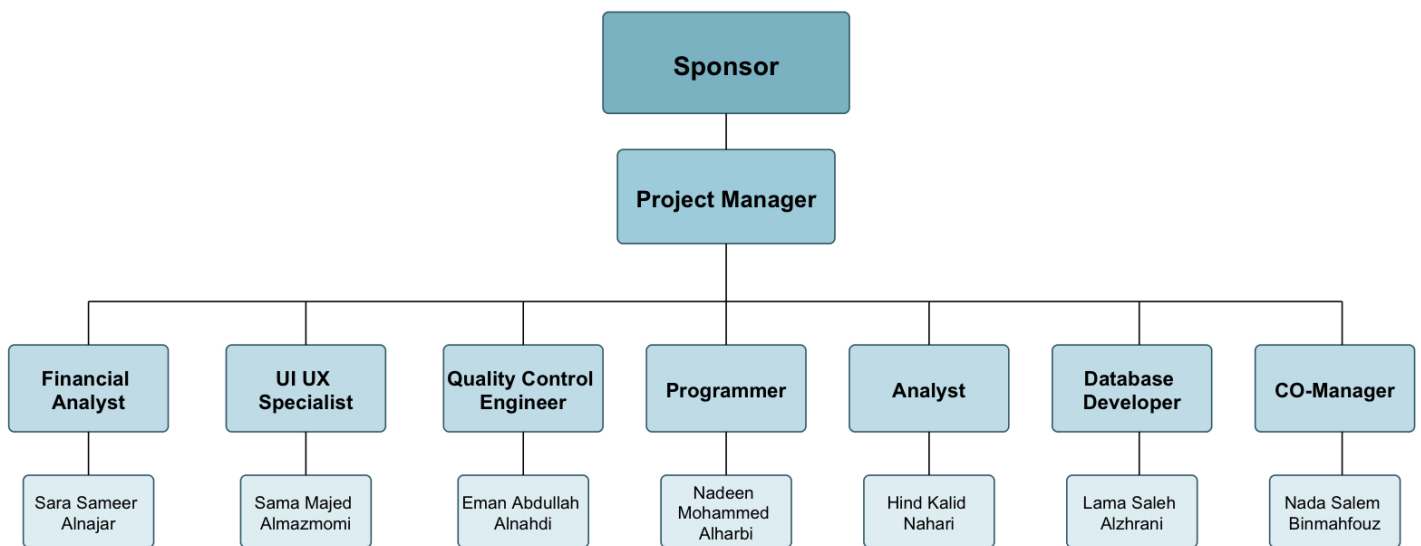 Sponsor
Project Manager
Financial
Analyst
UI UX
Specialist
Quality Control
Engineer
Programmer
Analyst
Database
Developer
CO-Manager
Sara Sameer
Alnajar
Sama Majed
Almazmomi
Eman Abdullah
Alnahdi
Nadeen
Mohammed
Alharbi
Hind Kalid
Nahari
Lama Saleh
Alzhrani
Nada Salem
Binmahfouz